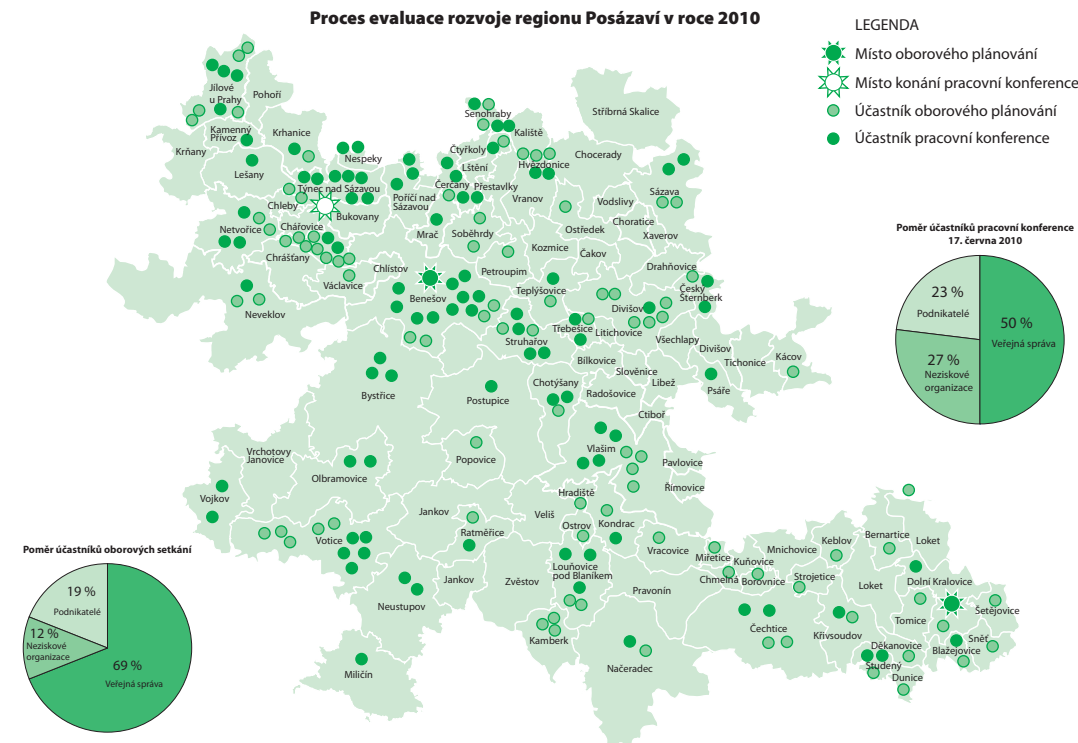 Proces evaluace rozvoje regionu Posázaví v roce 2010
LEGENDA
Místo oborového plánování
Místo konání pracovní konference
Účastník oborového plánování
Účastník pracovní konference
Jílové
u Prahy
Pohoří
Kamenný
Přívoz
Krhanice
Krňany
Lešany
Nespeky
Týnec nad Sázavou
Chleby
Bukovany
Netvořice
Chářovice
Chrášťany
Václavice
Neveklov
Senohraby
Kaliště
Čtyřkoly
Lštění
Hvězdonice
Chocerady
Stříbrná Skalice
Čerčany
Přestavlky
Poříčí nad
Sázavou
Vranov
Vodslivy
Sázava
Mrač
Soběhrdy
Ostředek
Choratice
Xaverov
Kozmice
Čakov
Chlístov
Petroupim
Drahňovice
Benešov
Teplýšovice
Český
Šternberk
Divišov
Struhařov
Třebešice
Litichovice
Všechlapy
Divišov
Tichonice
Kácov
Bílkovice
Slověnice
Psáře
Bystřice
Postupice
Chotýšany
Radošovice
Libež
Ctiboř
Vlašim
Vrchotovy
Janovice
Olbramovice
Popovice
Pavlovice
Římovice
Vojkov
Hradiště
Jankov
Veliš
Ostrov
Kondrac
Votice
Ratměřice
Vracovice
Louňovice
pod Blaníkem
Jankov
Zvěstov
Pravonín
Neustupov
Kamberk
Miličín
Načeradec
Miřetice
Kuňovice
Mnichovice
Keblov
Bernartice
Loket
Chmelná
Borovnice
Strojetice
Loket
Dolní Kralovice
Šetějovice
Tomice
Čechtice
Křivsoudov
Děkanovice
Sněť
Blažejovice
Studený
Dunice
Poměr účastníků pracovní konference
17. června 2010
23 %
Podnikatelé
50 %
Veřejná správa
27 %
Neziskové
organizace
Poměr účastníků oborových setkání
19 %
Podnikatelé
12 %
Neziskové
organizace
69 %
Veřejná správa